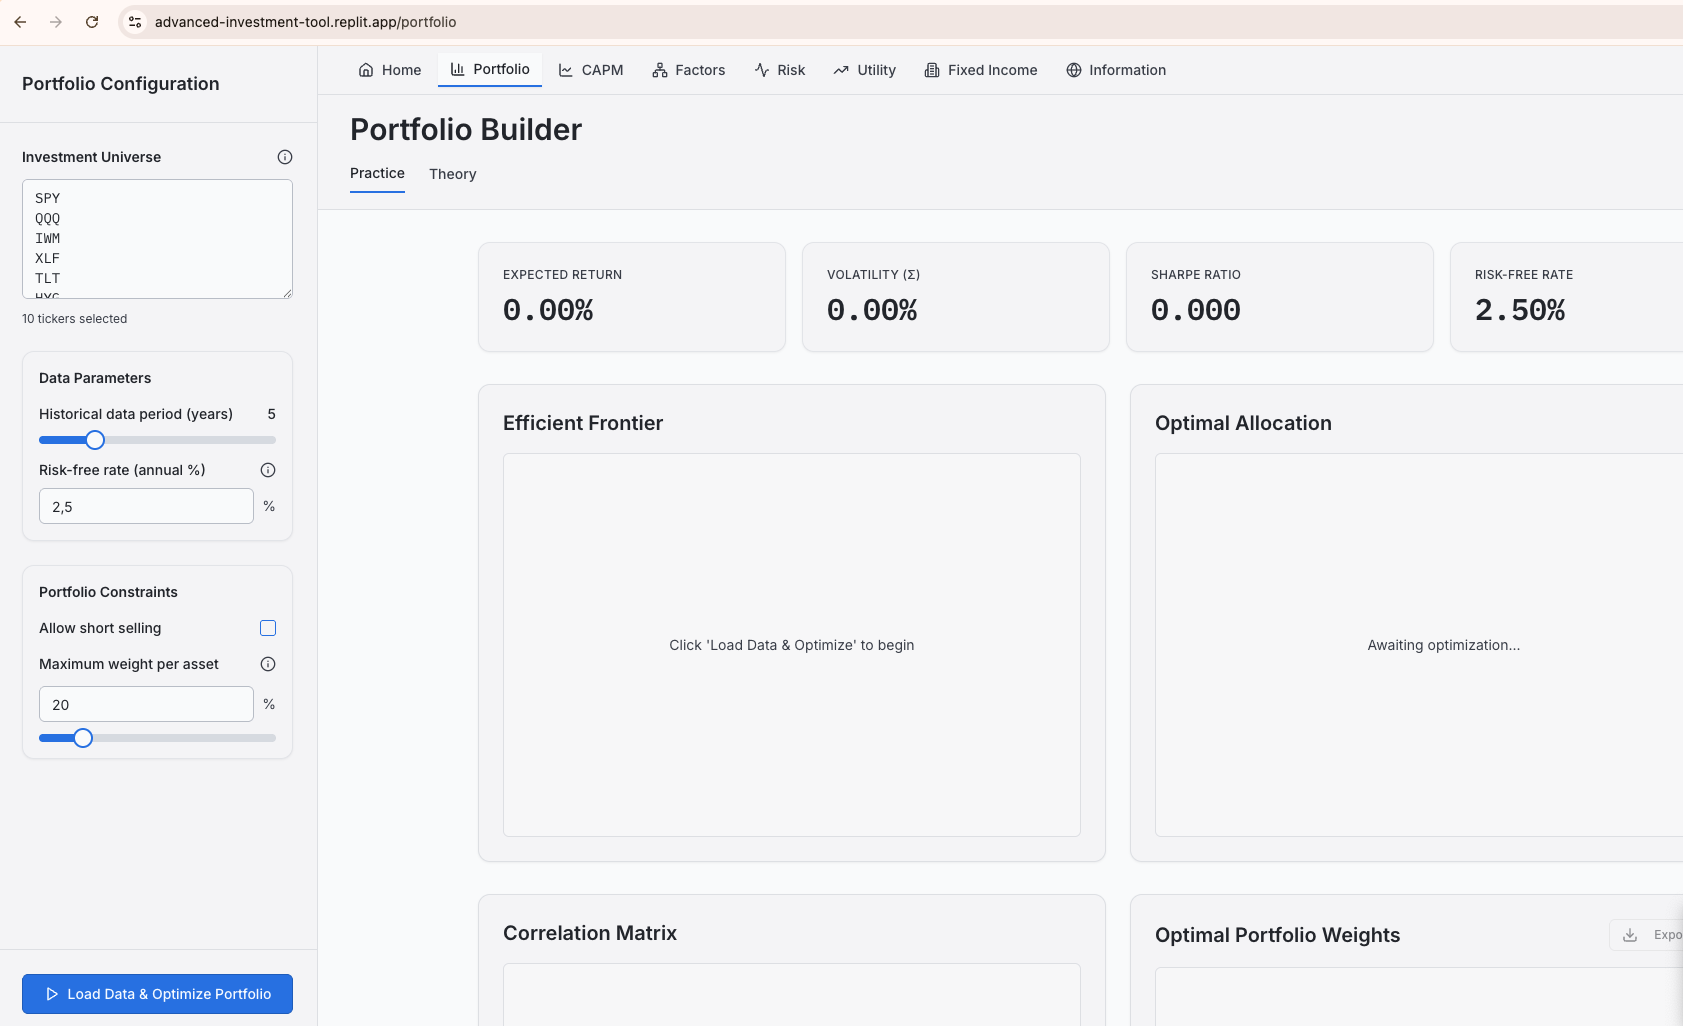 advanced-investment-tool.replit.app/portfolio
Portfolio Configuration
Home
Portfolio
CAPM
Factors
Risk
Utility
Fixed Income
Information
Portfolio Builder
Practice
Theory
Investment Universe
SPY
QQQ
IWM
XLF
TLT
HYG
10 tickers selected
Data Parameters
Historical data period (years) 5
Risk-free rate (annual %)
2,5 %
Portfolio Constraints
Allow short selling
Maximum weight per asset
20 %
Load Data & Optimize Portfolio
EXPECTED RETURN
0.00%
VOLATILITY (Σ)
0.00%
SHARPE RATIO
0.000
RISK-FREE RATE
2.50%
Efficient Frontier
Click 'Load Data & Optimize' to begin
Optimal Allocation
Awaiting optimization...
Correlation Matrix
Optimal Portfolio Weights
Expo